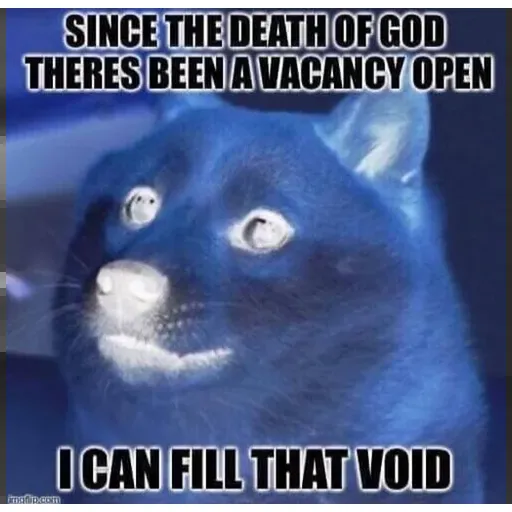 SINCE THE DEATH OF GOD
THERES BEEN A VACANCY OPEN
I CAN FILL THAT VOID
imgflip.com